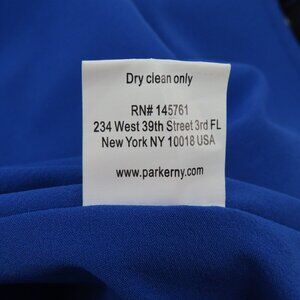 Dry clean only
RN# 145761
234 West 39th Street 3rd FL
New York NY 10018 USA
www.parkerny.com